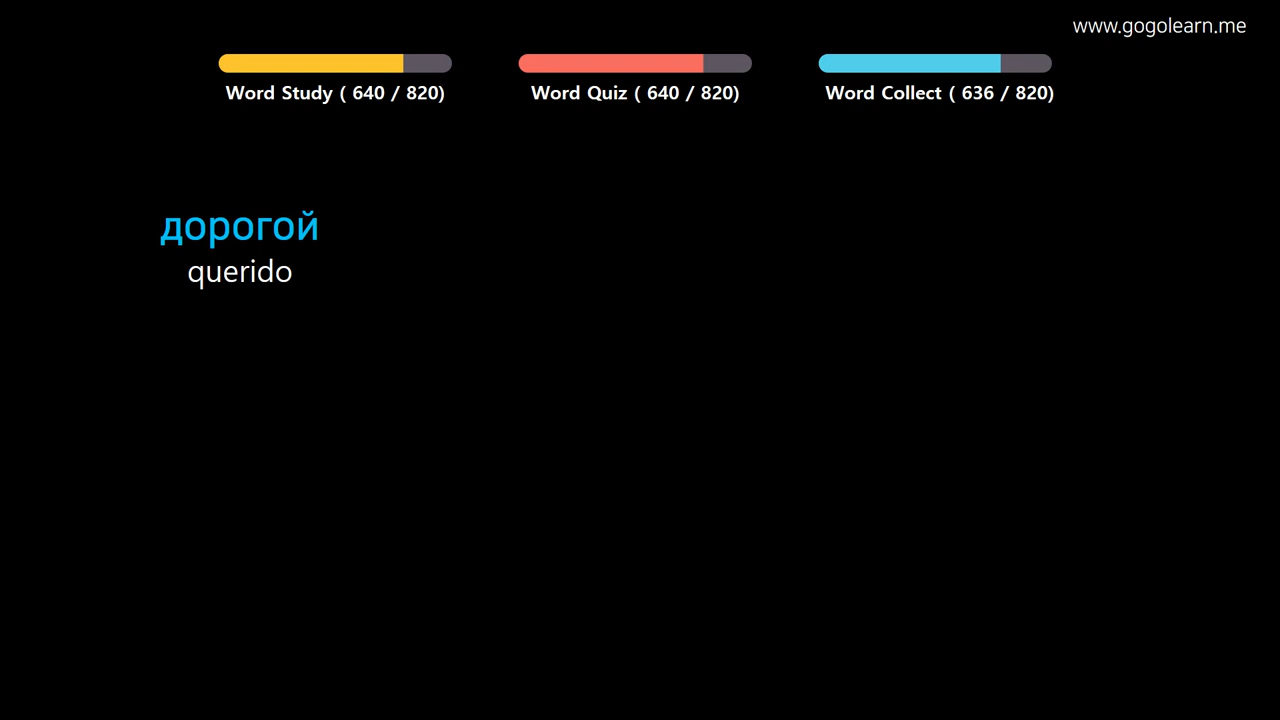 www.gogolearn.me
Word Study ( 640 / 820)
Word Quiz ( 640 / 820)
Word Collect ( 636 / 820)
дорогой
querido